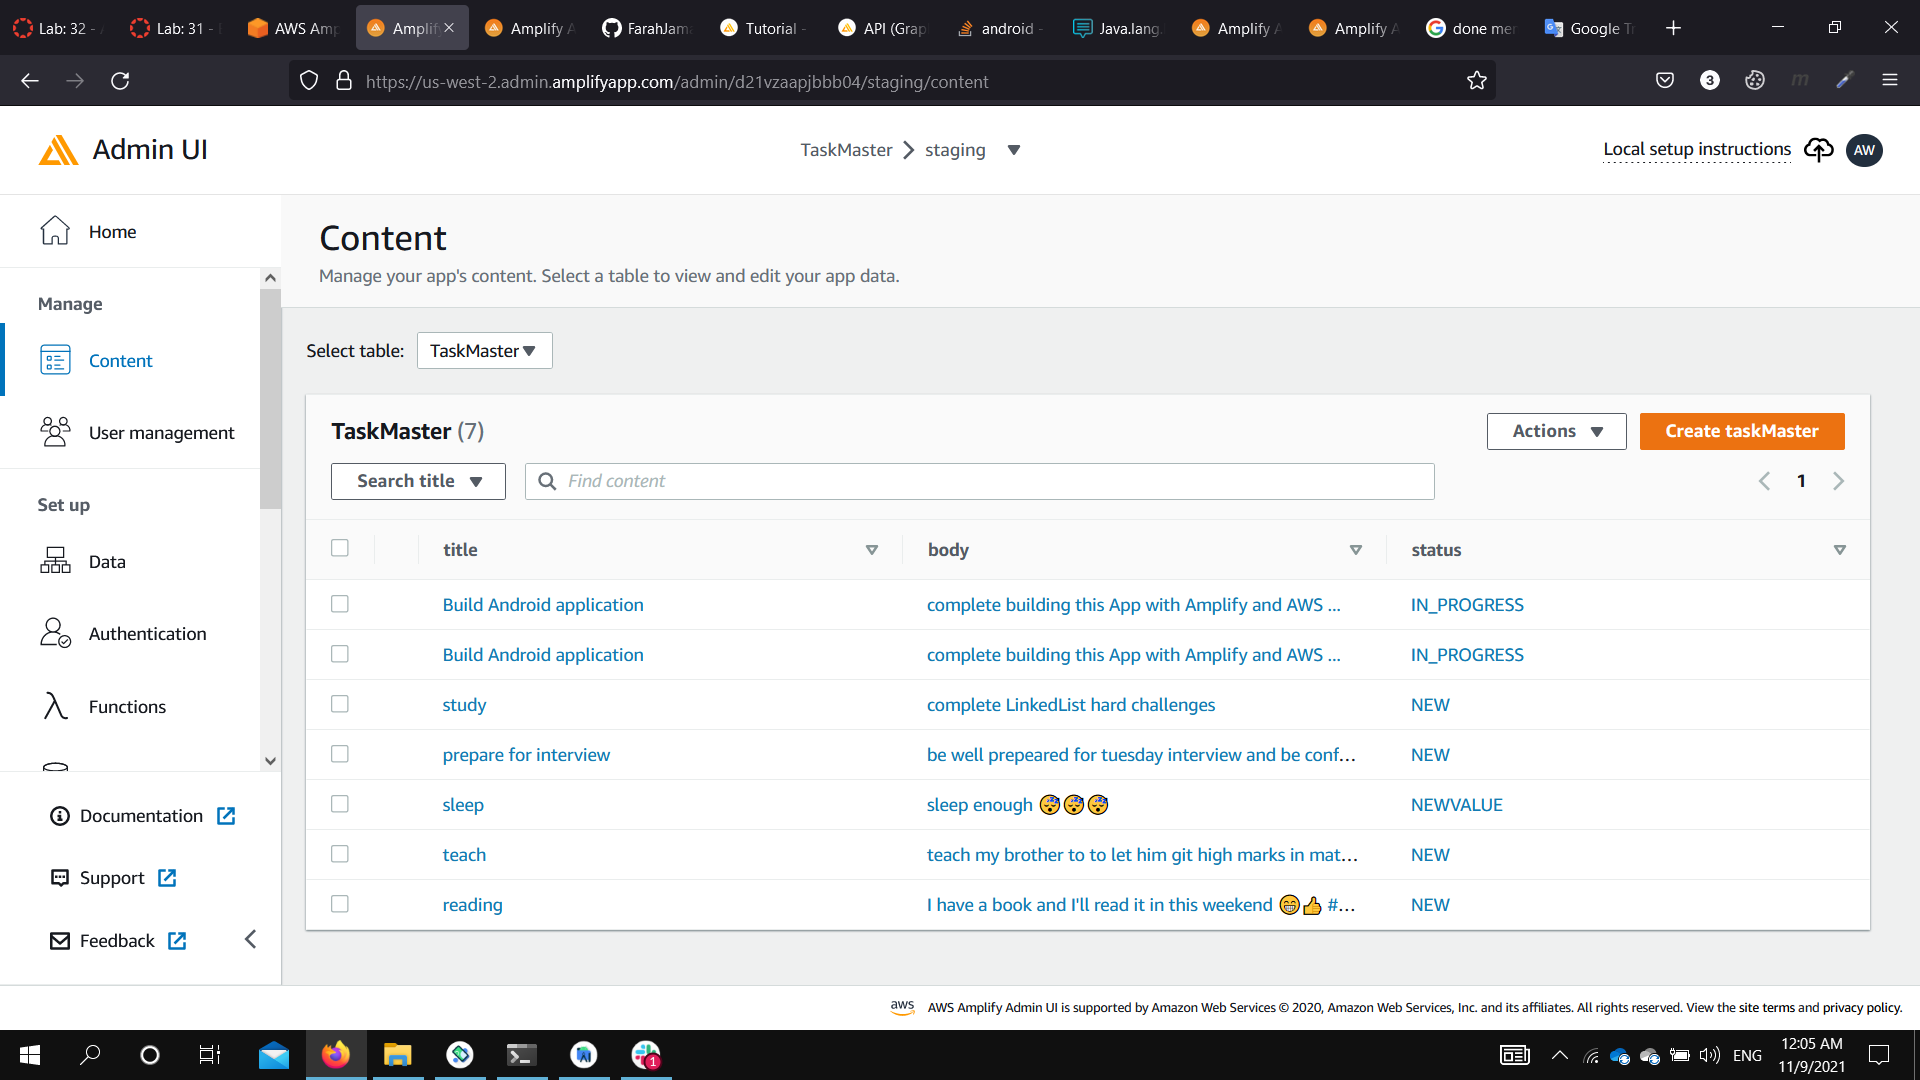 Lab: 32 -
Lab: 31 -
AWS Amp
Amplify
Amplify A
FarahJama
Tutorial -
API (Grap
android -
Java.lang.
Amplify A
Amplify A
done mer
Google Tr
https://us-west-2.admin.amplifyapp.com/admin/d21vzaapjbbb04/staging/content
3
m
Admin UI
TaskMaster
staging
Local setup instructions
AW
Home
Manage
Content
User management
Set up
Data
Authentication
Functions
Documentation
Support
Feedback
Content
Manage your app's content. Select a table to view and edit your app data.
Select table:
TaskMaster
TaskMaster (7)
Actions
Create taskMaster
Search title
Find content
1
title
body
status
Build Android application
complete building this App with Amplify and AWS ...
IN_PROGRESS
Build Android application
complete building this App with Amplify and AWS ...
IN_PROGRESS
study
complete LinkedList hard challenges
NEW
prepare for interview
be well prepeared for tuesday interview and be conf...
NEW
sleep
sleep enough 😴😴😴
NEWVALUE
teach
teach my brother to to let him git high marks in mat...
NEW
reading
I have a book and I'll read it in this weekend 😁👍 #...
NEW
aws
AWS Amplify Admin UI is supported by Amazon Web Services © 2020, Amazon Web Services, Inc. and its affiliates. All rights reserved. View the site terms and privacy policy.
1
ENG
12:05 AM
11/9/2021